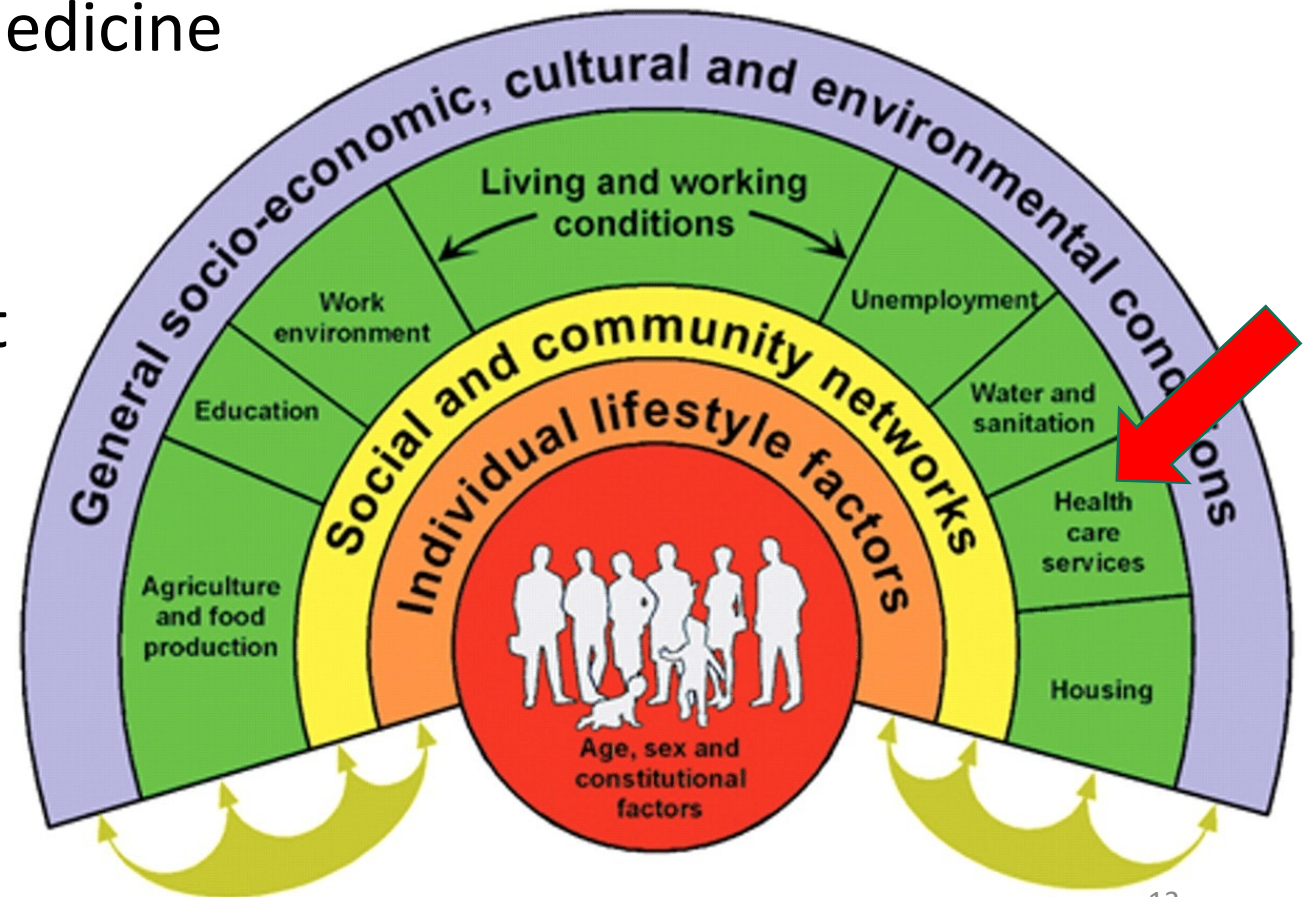 edicine
General socio-economic, cultural and environmental conditions
Living and working
conditions
Work
environment
Unemployment
Education
Water and
sanitation
Agriculture
and food
production
Health
care
services
Housing
Social and community networks
Individual lifestyle factors
Age, sex and
constitutional
factors
t